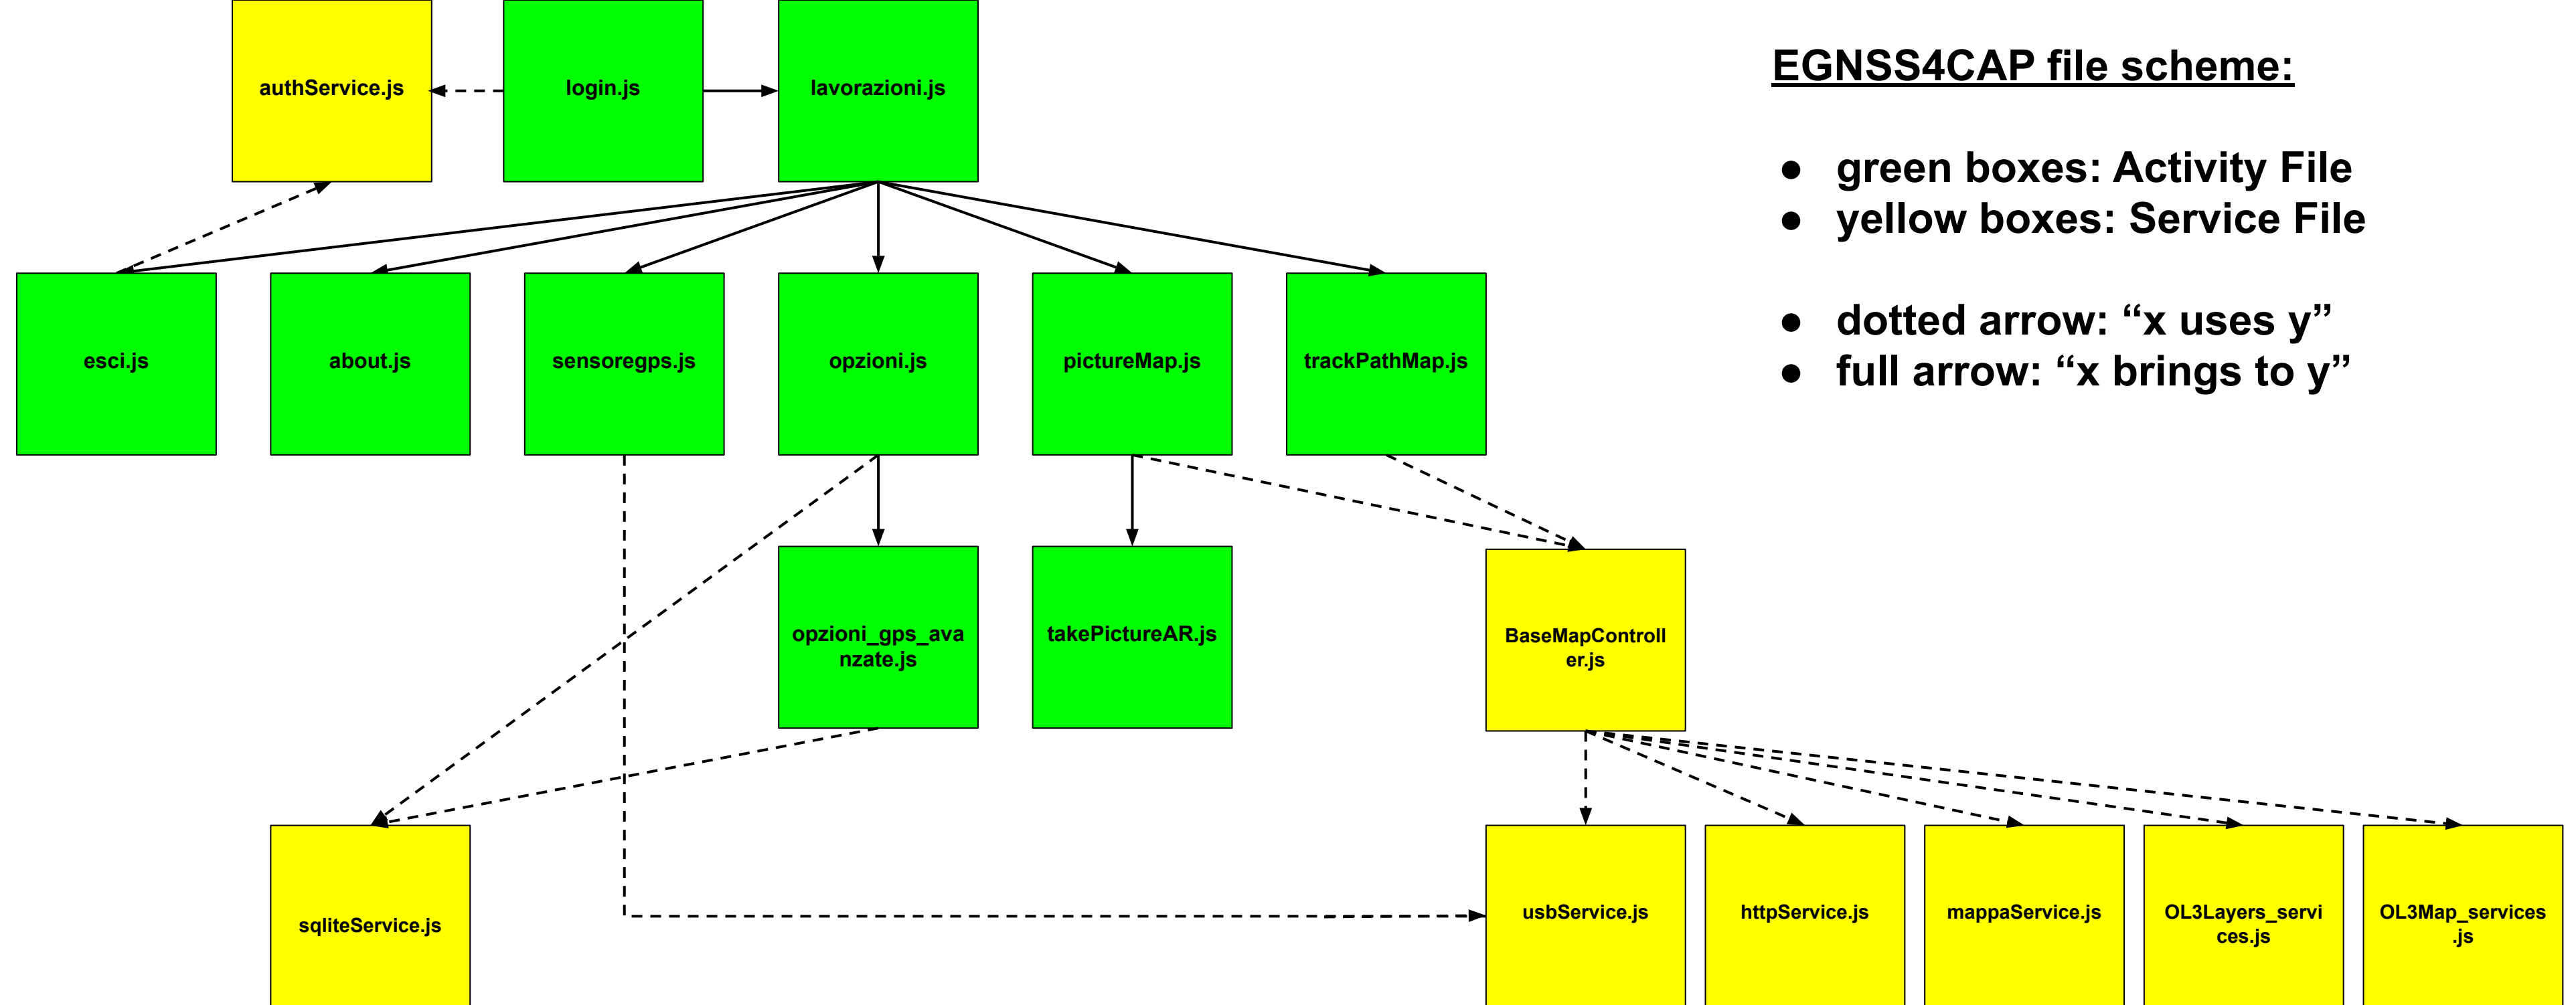 authService.js
login.js
lavorazioni.js
EGNSS4CAP file scheme:
● green boxes: Activity File
● yellow boxes: Service File
● dotted arrow: “x uses y”
● full arrow: “x brings to y”
esci.js
about.js
sensoregps.js
opzioni.js
pictureMap.js
trackPathMap.js
opzioni_gps_ava
nzate.js
takePictureAR.js
BaseMapControll
er.js
sqliteService.js
usbService.js
httpService.js
mappaService.js
OL3Layers_servi
ces.js
OL3Map_services
.js